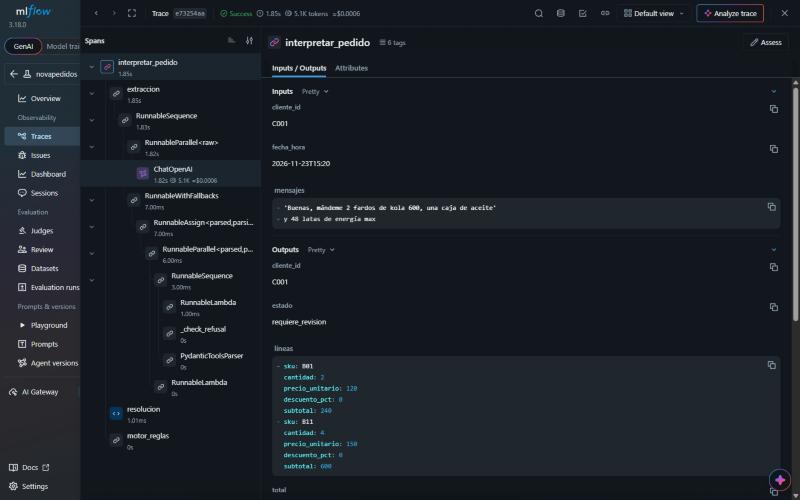 mlflow
3.18.0
GenAI
Model trai
novapedidos
Overview
Observability
Traces
Issues
Dashboard
Sessions
Evaluation
Judges
Review
Datasets
Evaluation runs
Prompts & versions
Playground
Prompts
Agent versions
AI Gateway
Docs
Settings
Trace e73254aa Success 1.85s 5.1K tokens ≈$0.0006
Default view
Analyze trace
Spans
interpretar_pedido
1.85s
extraccion
1.85s
RunnableSequence
1.83s
RunnableParallel<raw>
1.82s
ChatOpenAI
1.82s 5.1K ≈$0.0006
RunnableWithFallbacks
7.00ms
RunnableAssign<parsed,parsi...
7.00ms
RunnableParallel<parsed,p...
6.00ms
RunnableSequence
3.00ms
RunnableLambda
1.00ms
_check_refusal
0s
PydanticToolsParser
0s
RunnableLambda
0s
resolucion
1.01ms
motor_reglas
0s
interpretar_pedido 6 tags
Assess
Inputs / Outputs Attributes
Inputs Pretty
cliente_id
C001
fecha_hora
2026-11-23T15:20
mensajes
- 'Buenas, mándeme 2 fardos de kola 600, una caja de aceite'
- y 48 latas de energía max
Outputs Pretty
cliente_id
C001
estado
requiere_revision
lineas
- sku: B01
cantidad: 2
precio_unitario: 120
descuento_pct: 0
subtotal: 240
- sku: B11
cantidad: 4
precio_unitario: 150
descuento_pct: 0
subtotal: 600
total